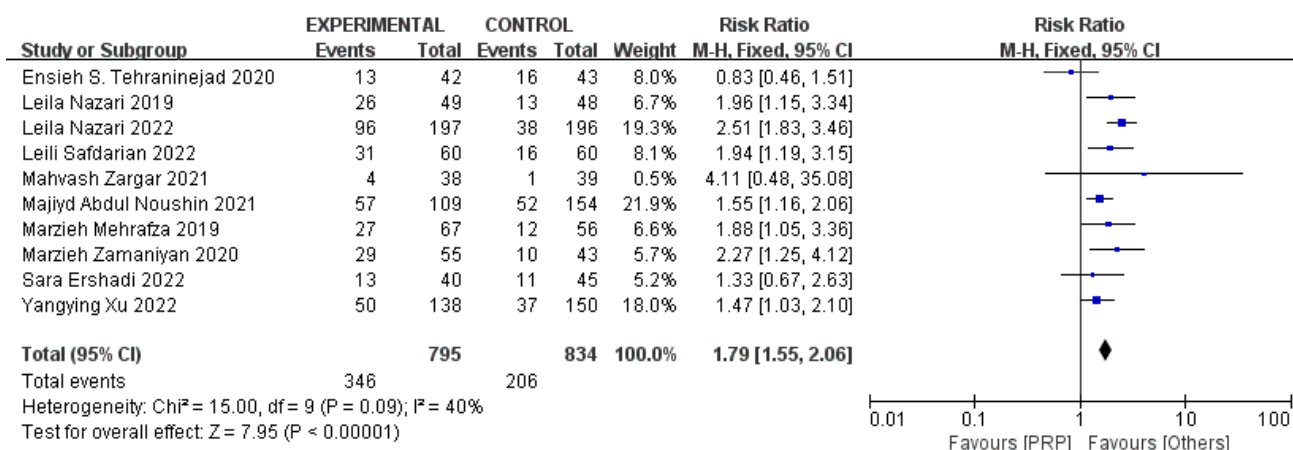 EXPERIMENTAL CONTROL Risk Ratio Risk Ratio
Study or Subgroup Events Total Events Total Weight M-H, Fixed, 95% CI M-H, Fixed, 95% CI
Ensieh S. Tehraninejad 2020 13 42 16 43 8.0% 0.83 [0.46, 1.51]
Leila Nazari 2019 26 49 13 48 6.7% 1.96 [1.15, 3.34]
Leila Nazari 2022 96 197 38 196 19.3% 2.51 [1.83, 3.46]
Leili Safdarian 2022 31 60 16 60 8.1% 1.94 [1.19, 3.15]
Mahvash Zargar 2021 4 38 1 39 0.5% 4.11 [0.48, 35.08]
Majiyd Abdul Noushin 2021 57 109 52 154 21.9% 1.55 [1.16, 2.06]
Marzieh Mehrafza 2019 27 67 12 56 6.6% 1.88 [1.05, 3.36]
Marzieh Zamaniyan 2020 29 55 10 43 5.7% 2.27 [1.25, 4.12]
Sara Ershadi 2022 13 40 11 45 5.2% 1.33 [0.67, 2.63]
Yangying Xu 2022 50 138 37 150 18.0% 1.47 [1.03, 2.10]
Total (95% CI) 795 834 100.0% 1.79 [1.55, 2.06]
Total events 346 206
Heterogeneity: Chi² = 15.00, df = 9 (P = 0.09); I² = 40%
Test for overall effect: Z = 7.95 (P < 0.00001)
0.01 0.1 1 10 100
Favours [PRP] Favours [Others]